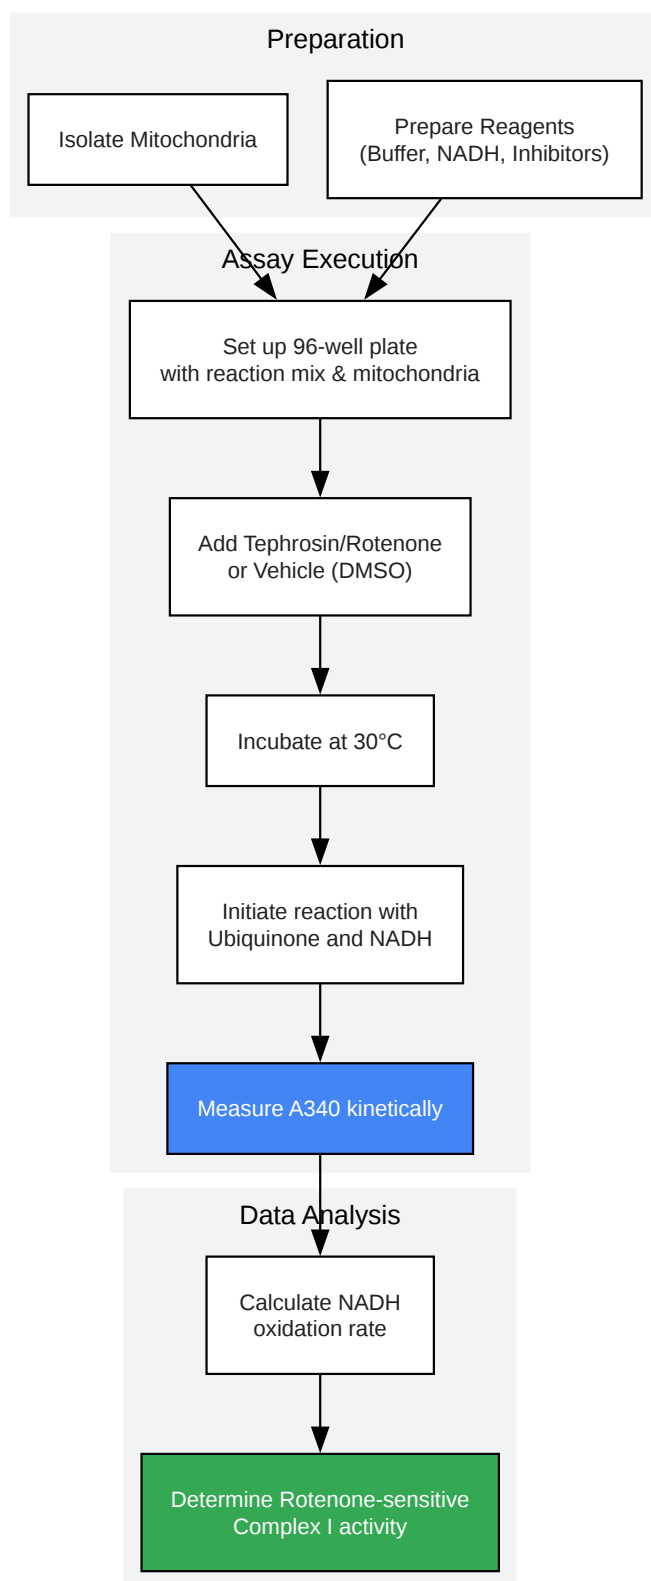 Preparation
Isolate Mitochondria
Prepare Reagents
(Buffer, NADH, Inhibitors)
Assay Execution
Set up 96-well plate
with reaction mix & mitochondria
Add Tephrosin/Rotenone
or Vehicle (DMSO)
Incubate at 30°C
Initiate reaction with
Ubiquinone and NADH
Measure A340 kinetically
Data Analysis
Calculate NADH
oxidation rate
Determine Rotenone-sensitive
Complex I activity